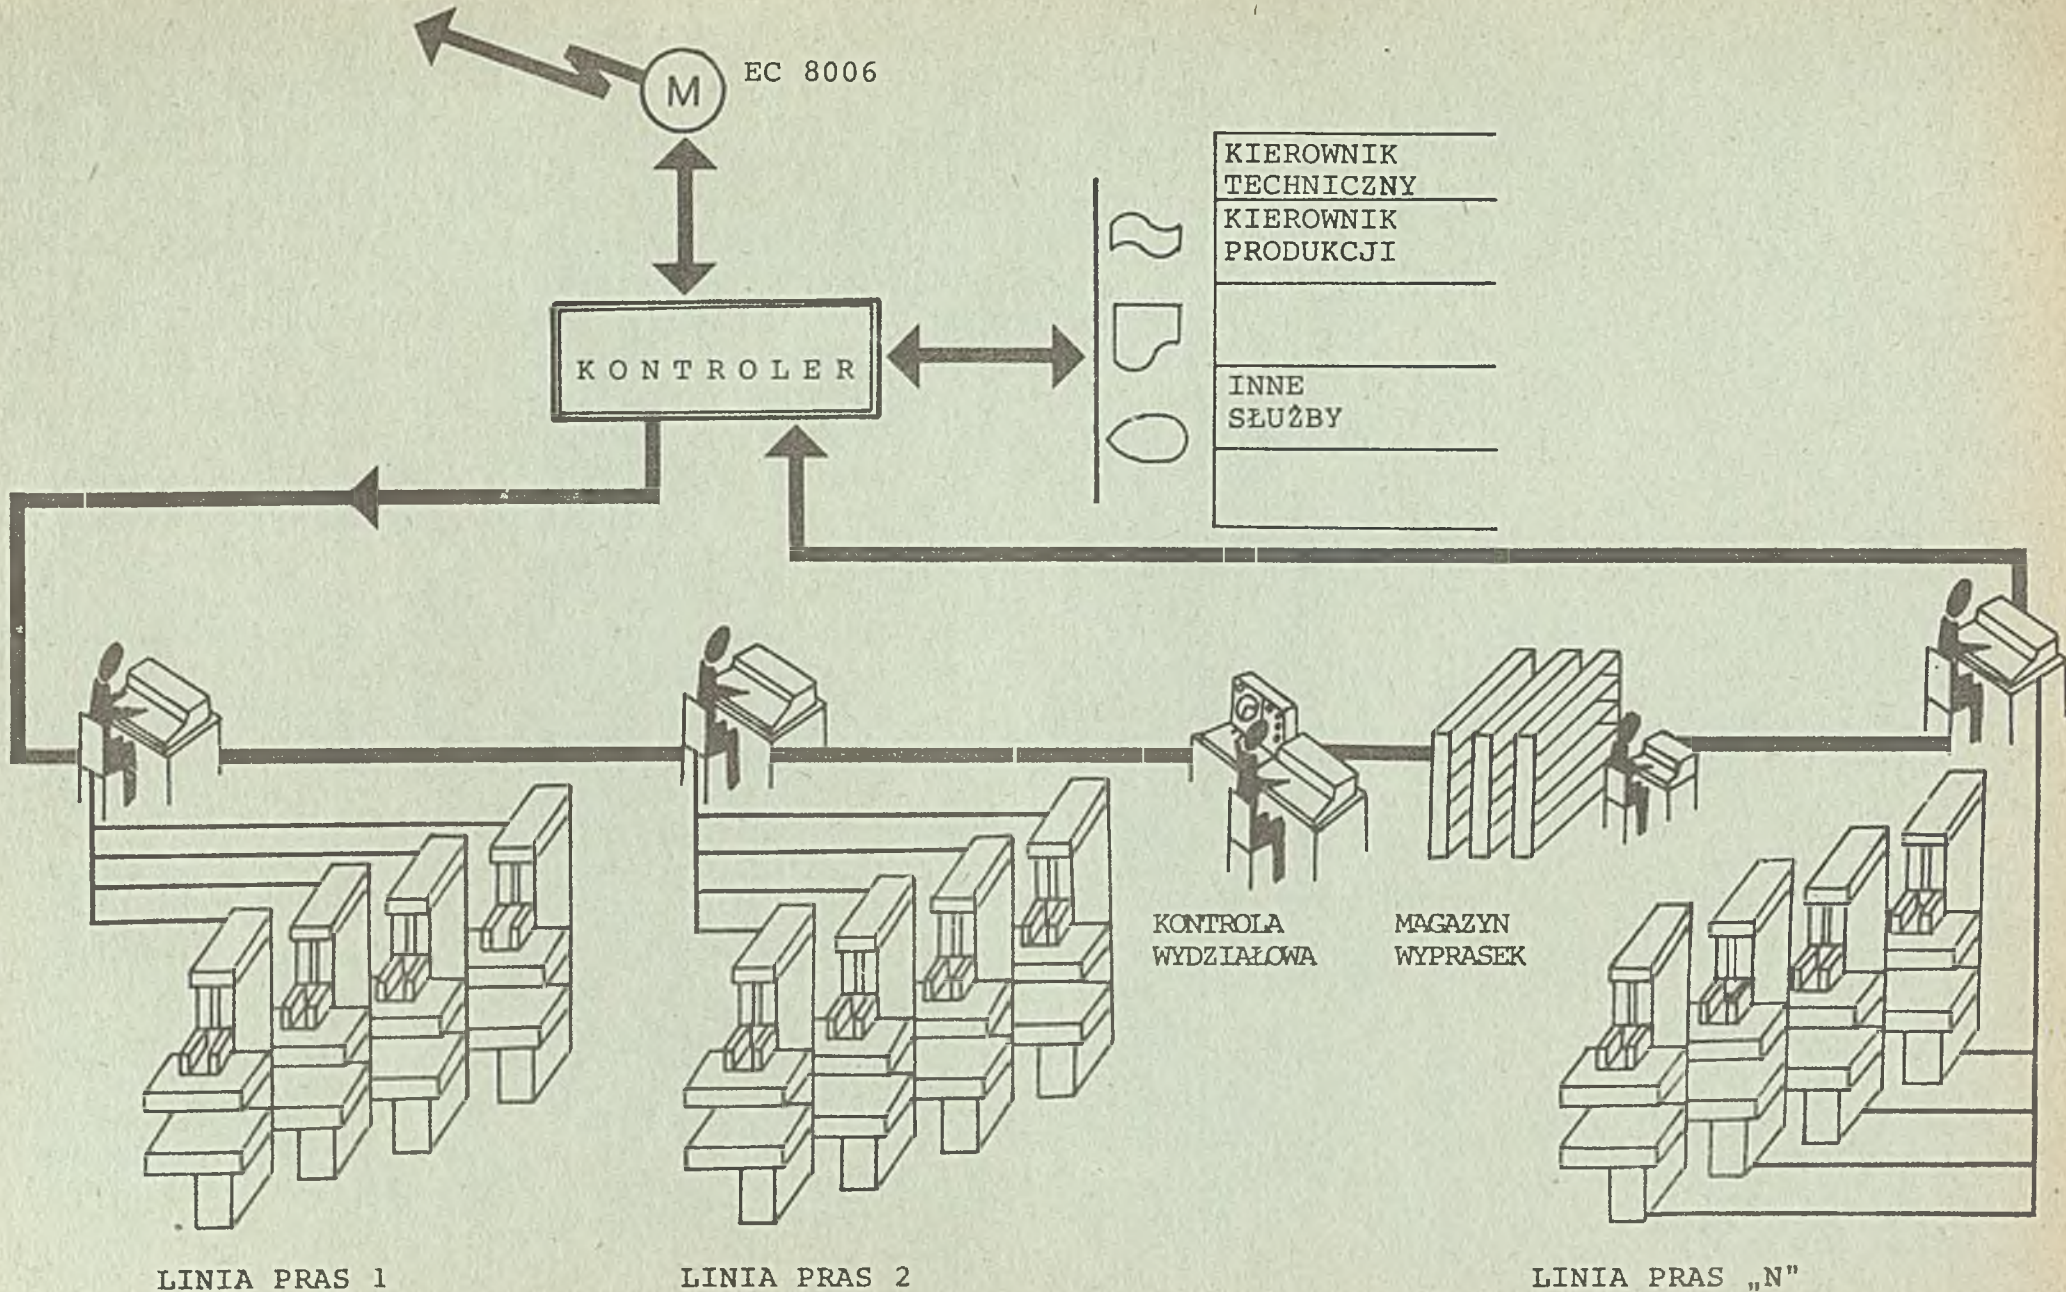 EC 8006
M
KIEROWNIK
TECHNICZNY
KIEROWNIK
PRODUKCJI
KONTROLER
INNE
SŁUŻBY
KONTROLA
WYDZIAŁOWA
MAGAZYN
WYPRASEK
LINIA PRAS 1
LINIA PRAS 2
LINIA PRAS „N"